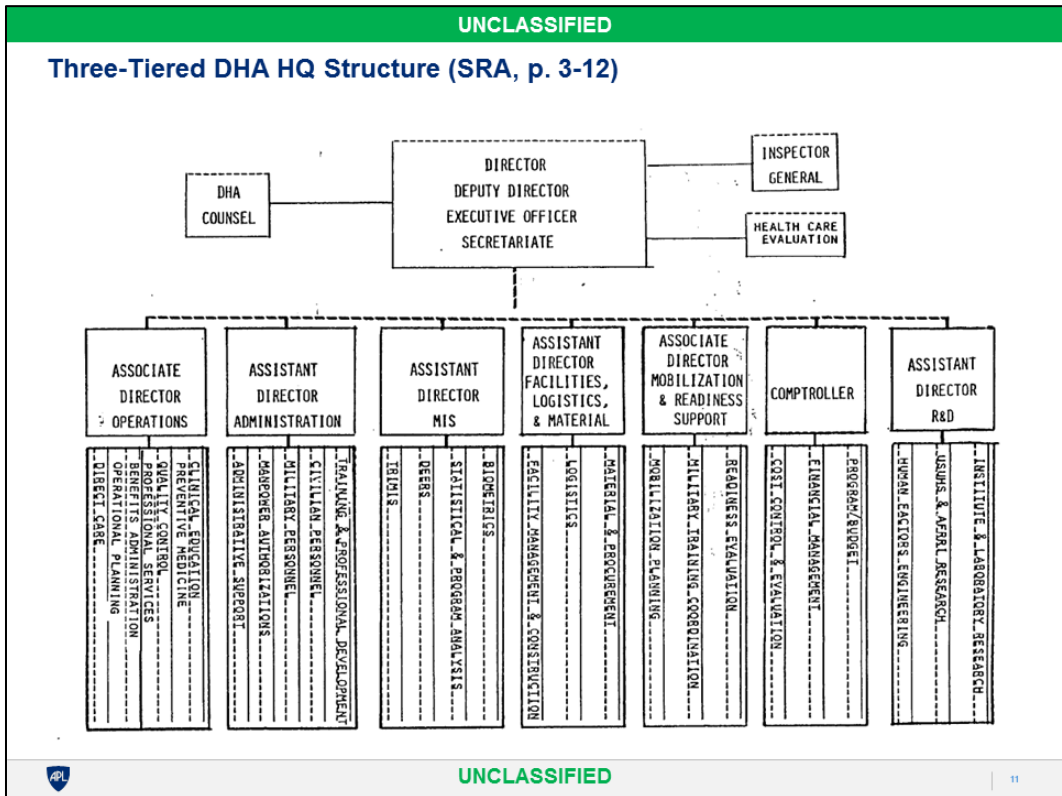 UNCLASSIFIED
Three-Tiered DHA HQ Structure (SRA, p. 3-12)
DHA
COUNSEL
DIRECTOR
DEPUTY DIRECTOR
EXECUTIVE OFFICER
SECRETARIATE
INSPECTOR
GENERAL
HEALTH CARE
EVALUATION
ASSOCIATE
DIRECTOR
OPERATIONS
ASSISTANT
DIRECTOR
ADMINISTRATION
ASSISTANT
DIRECTOR
MIS
ASSISTANT
DIRECTOR
FACILITIES,
LOGISTICS,
& MATERIAL
ASSOCIATE
DIRECTOR
MOBILIZATION
& READINESS
SUPPORT
COMPTROLLER
ASSISTANT
DIRECTOR
R&D
DIRECT CARE
OPERATIONAL PLANNING
BENEFITS ADMINISTRATION
PROFESSIONAL SERVICES
QUALITY CONTROL
PREVENTIVE MEDICINE
CLINICAL EDUCATION
ADMINISTRATIVE SUPPORT
MANPOWER AUTHORIZATIONS
MILITARY PERSONNEL
CIVILIAN PERSONNEL
TRAINING & PROFESSIONAL DEVELOPMENT
TRIMIS
DEERS
STATISTICAL & PROGRAM ANALYSIS
BIOMETRICS
FACILITY MANAGEMENT & CONSTRUCTION
LOGISTICS
MATERIAL & PROCUREMENT
MOBILIZATION PLANNING
MILITARY TRAINING COORDINATION
READINESS EVALUATION
COST CONTROL & EVALUATION
FINANCIAL MANAGEMENT
PROGRAM/BUDGET
HUMAN FACTORS ENGINEERING
USUHS & AFRRI RESEARCH
INSTITUTE & LABORATORY RESEARCH
APL
UNCLASSIFIED
11